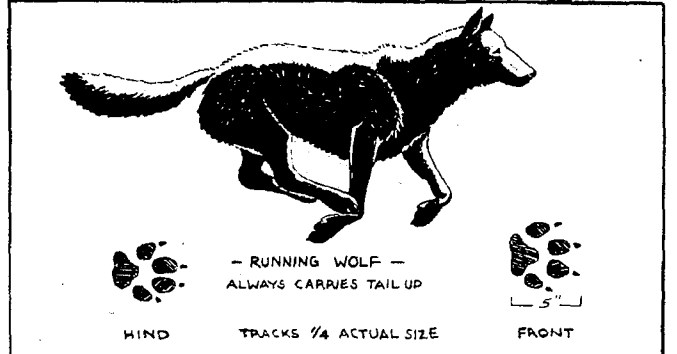 - RUNNING WOLF -
ALWAYS CARRIES TAIL UP
5"
HIND
TRACKS 1/4 ACTUAL SIZE
FRONT